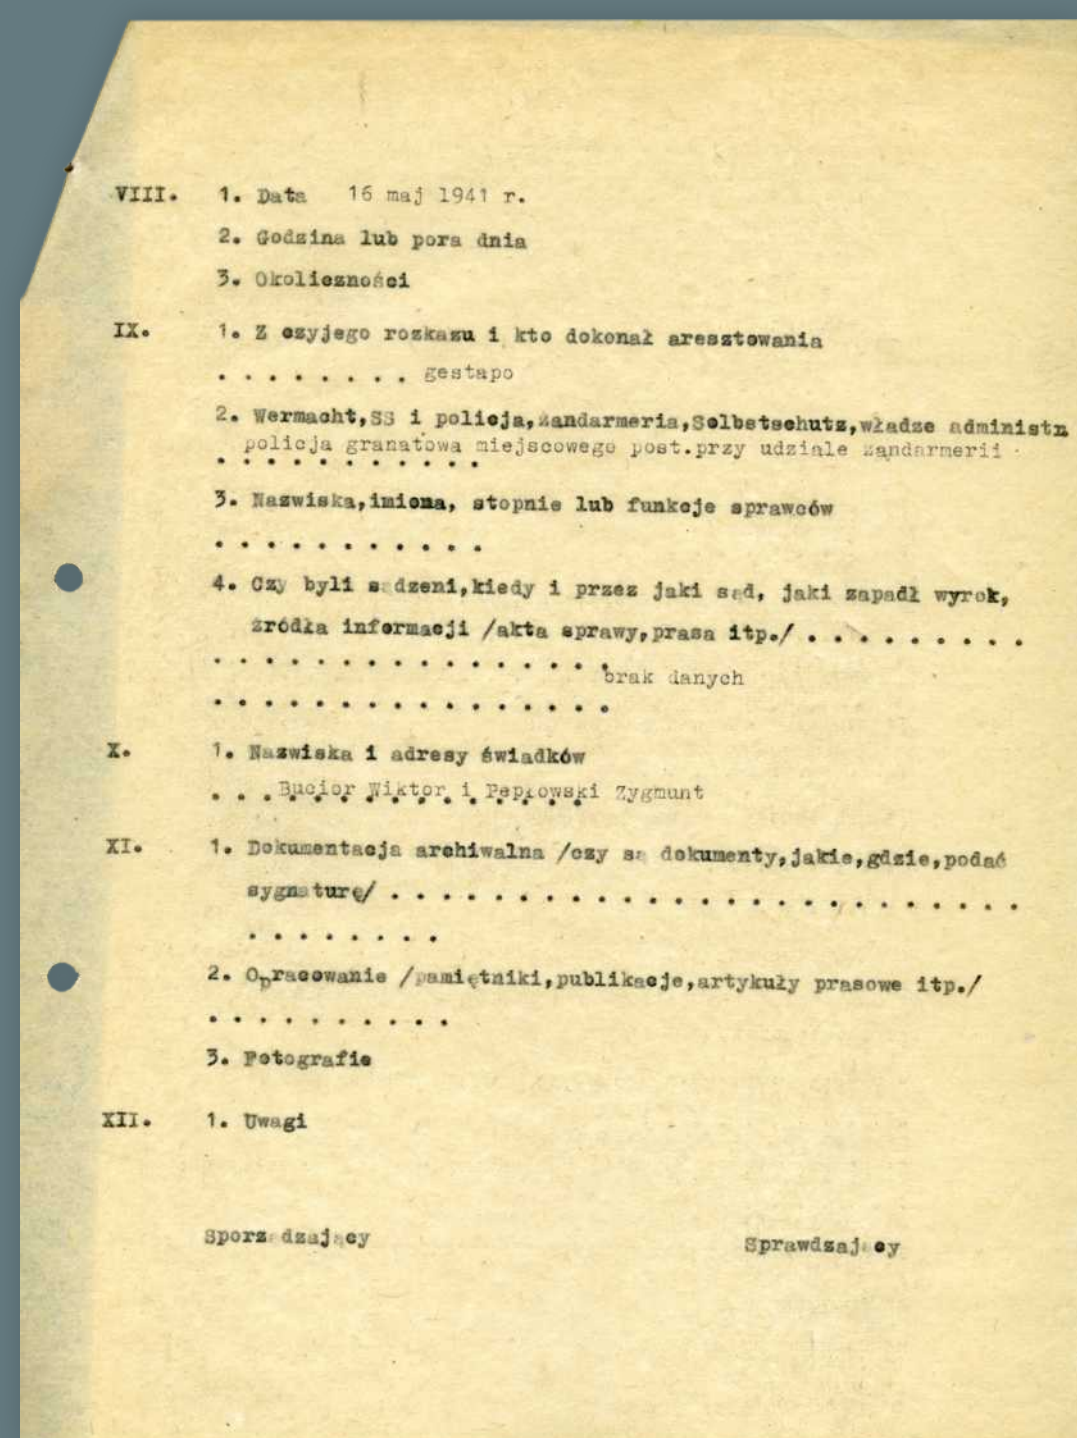 VIII. 1. Data 16 maj 1941 r.
2. Godzina lub pora dnia
3. Okoliczności
IX. 1. Z czyjego rozkazu i kto dokonał aresztowania
. . . . . . . . gestapo
2. Wermacht,SS i policja,żandarmeria,Selbstschutz,władze administr
policja granatowa miejscowego post.przy udziale żandarmerii
. . . . . . . . . . .
3. Nazwiska,imiona, stopnie lub funkcje sprawców
. . . . . . . . . . .
4. Czy byli sądzeni,kiedy i przez jaki sąd, jaki zapadł wyrok,
źródła informacji /akta sprawy,prasa itp./ . . . . . . . . .
. . . . . . . . . . . . . . . .
brak danych
. . . . . . . . . . . . . . . .
X. 1. Nazwiska i adresy świadków
. . . Bucior Wiktor i Zygmunt
XI. 1. Dokumentacja archiwalna /czy są dokumenty,jakie,gdzie,podać
sygnaturę/ . . . . . . . . . . . . . . . . . . . . . . . . .
. . . . . . . .
2. Opracowanie /pamiętniki,publikacje,artykuły prasowe itp./
. . . . . . . . . .
3. Fotografie
XII. 1. Uwagi
Sporządzający Sprawdzający